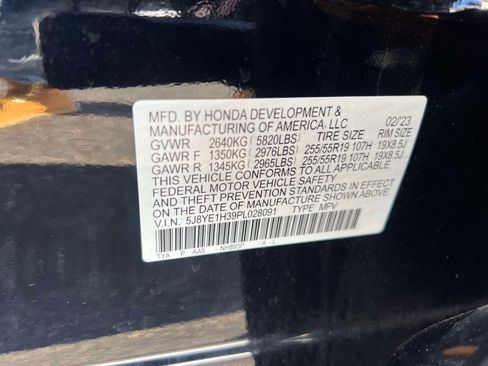 MFD. BY HONDA DEVELOPMENT & 02/23
MANUFACTURING OF AMERICA, LLC
GVWR 2640KG (5820LBS) TIRE SIZE RIM SIZE
GAWR F 1350KG (2976LBS) 255/55R19 107H 19X8.5J
GAWR R 1345KG (2965LBS) 255/55R19 107H 19X8.5J
THIS VEHICLE CONFORMS TO ALL APPLICABLE
FEDERAL MOTOR VEHICLE SAFETY
AND THEFT PREVENTION STANDARDS IN EFFECT
ON THE DATE OF MANUFACTURE SHOWN ABOVE.
V.I.N.: 5J8YE1H39PL028091 TYPE: MPV
TYA P AA5 - NH893P - A - L